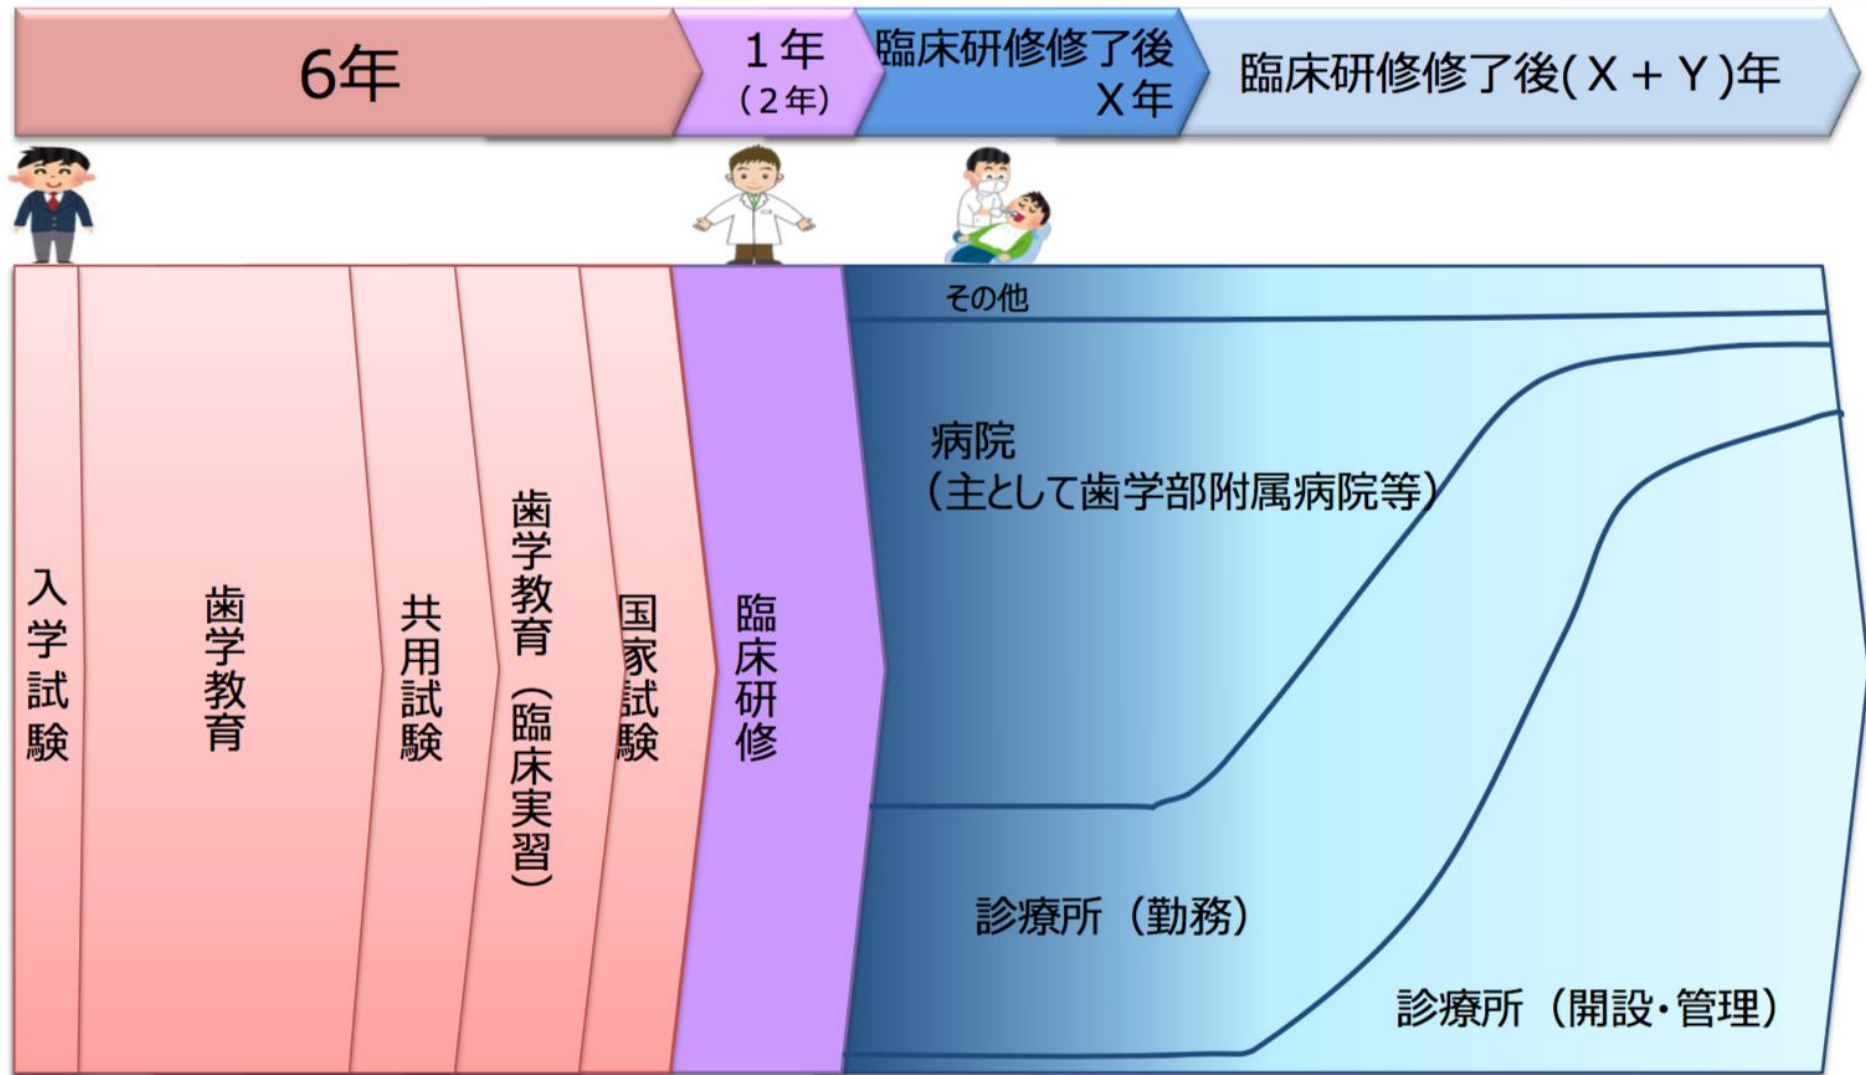 6年
1年
（2年）
臨床研修修了後
X年
臨床研修修了後(X+Y)年
入学試験
歯学教育
共用試験
歯学教育（臨床実習）
国家試験
臨床研修
その他
病院
（主として歯学部附属病院等）
診療所（勤務）
診療所（開設・管理）